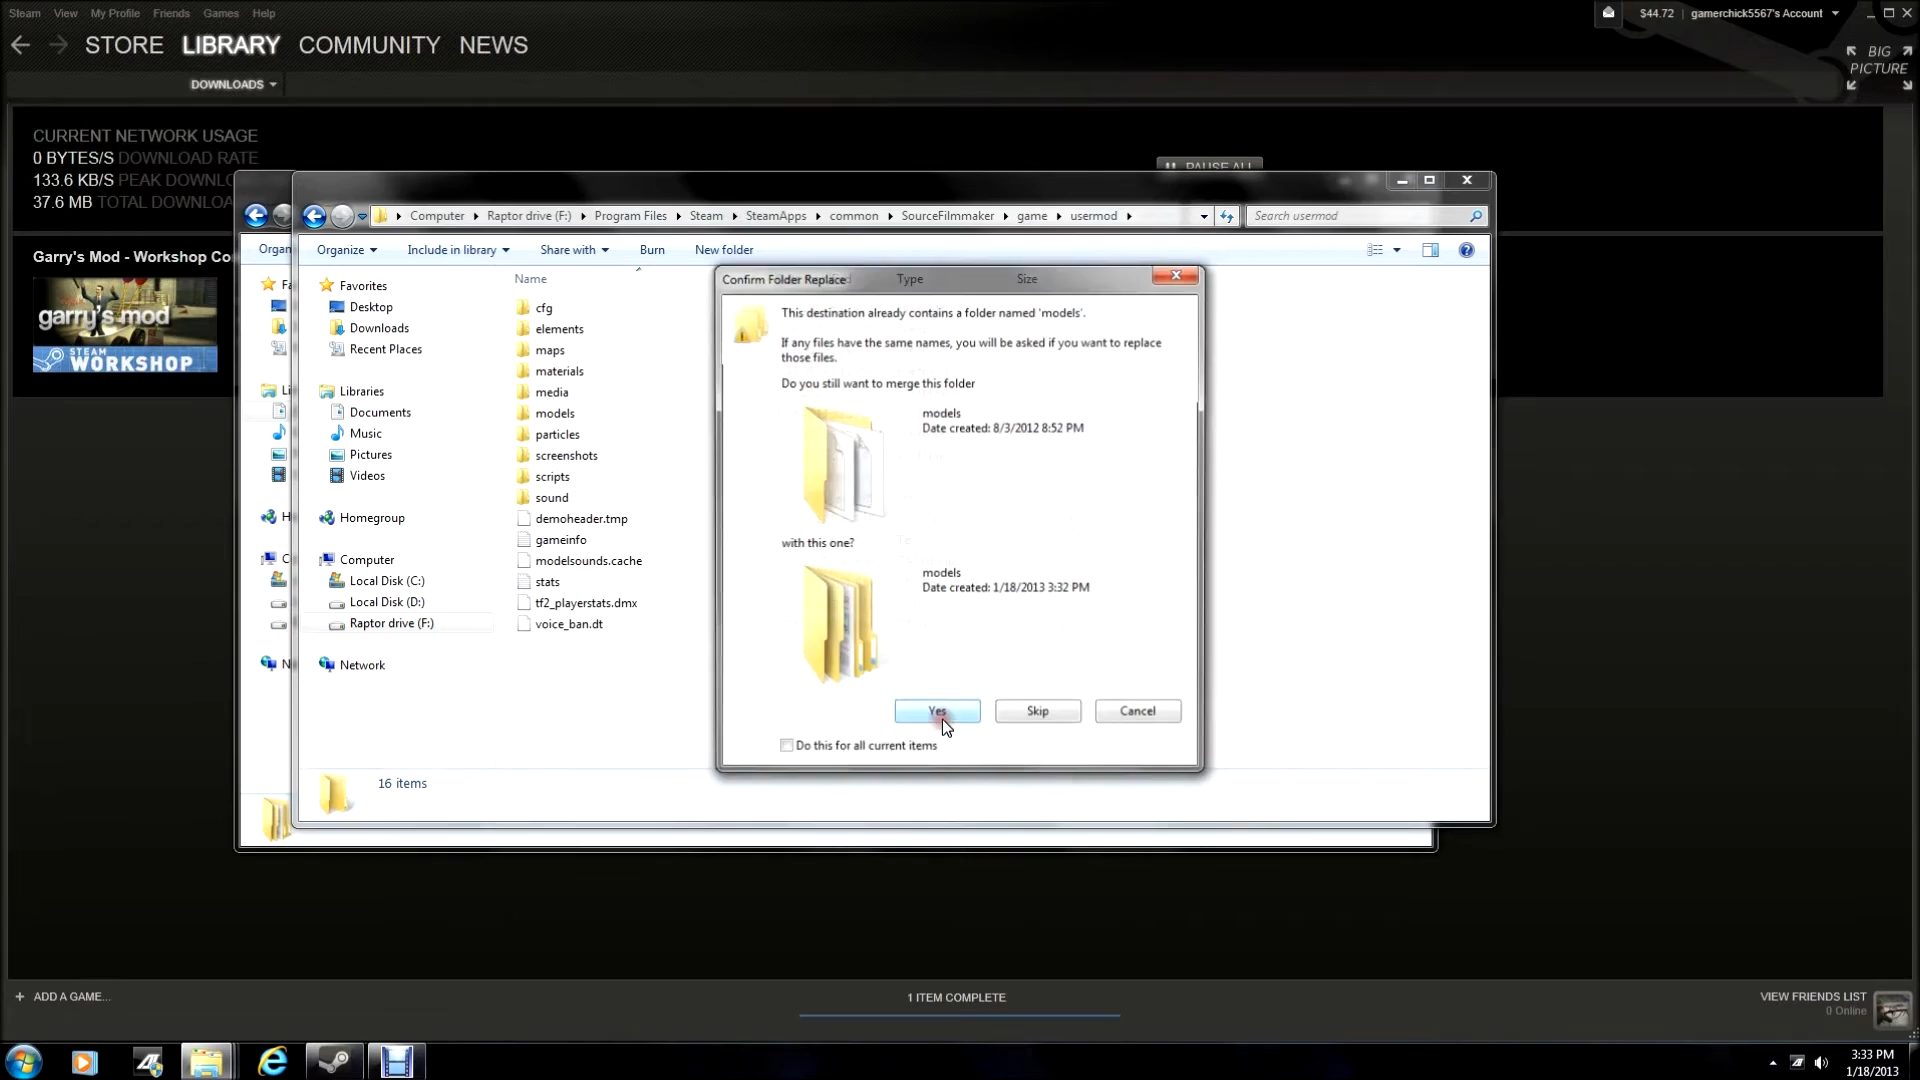 Steam View My Profile Friends Games Help
$44.72 gamerchick5567's Account
STORE LIBRARY COMMUNITY NEWS
BIG
PICTURE
DOWNLOADS
CURRENT NETWORK USAGE
0 BYTES/S DOWNLOAD RATE
133.6 KB/S PEAK DOWNLO
37.6 MB TOTAL DOWNLOA
PAUSE ALL
Garry's Mod - Workshop Co
garry's mod
STEAM
WORKSHOP
Computer Raptor drive (F:) Program Files Steam SteamApps common SourceFilmmaker game usermod
Search usermod
Organ
Organize Include in library Share with Burn New folder
Fa
Li
H
C
N
Favorites
Desktop
Downloads
Recent Places
Libraries
Documents
Music
Pictures
Videos
Homegroup
Computer
Local Disk (C:)
Local Disk (D:)
Raptor drive (F:)
Network
Name
Type
Size
cfg
elements
maps
materials
media
models
particles
screenshots
scripts
sound
demoheader.tmp
gameinfo
modelsounds.cache
stats
tf2_playerstats.dmx
voice_ban.dt
16 items
Confirm Folder Replace
This destination already contains a folder named 'models'.
If any files have the same names, you will be asked if you want to replace
those files.
Do you still want to merge this folder
models
Date created: 8/3/2012 8:52 PM
with this one?
models
Date created: 1/18/2013 3:32 PM
Yes Skip Cancel
Do this for all current items
+ ADD A GAME...
1 ITEM COMPLETE
VIEW FRIENDS LIST
0 Online
3:33 PM
1/18/2013